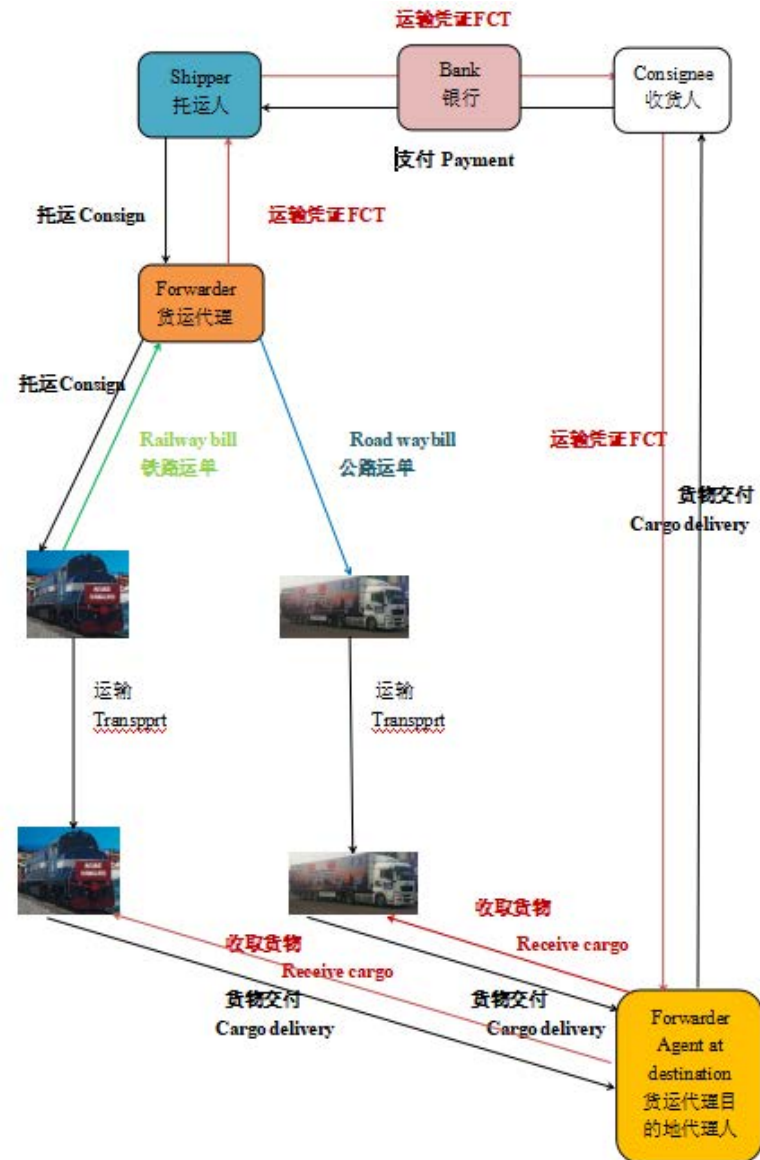 运输凭证FCT
Shipper
托运人
Bank
银行
Consignee
收货人
支付 Payment
托运 Consign
运输凭证FCT
Forwarder
货运代理
托运Consign
Railway bill
铁路运单
Road waybill
公路运单
运输凭证FCT
货物交付
Cargo delivery
运输
Transpprt
运输
Transpprt
收取货物
Receive cargo
收取货物
Receive cargo
货物交付
Cargo delivery
货物交付
Cargo delivery
Forwarder
Agent at
destination
货运代理目
的地代理人